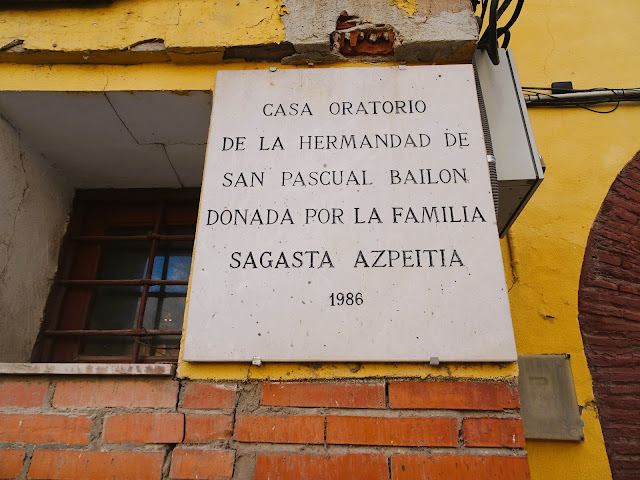 CASA ORATORIO
DE LA HERMANDAD DE
SAN PASCUAL BAILON
DONADA POR LA FAMILIA
SAGASTA AZPEITIA
1986